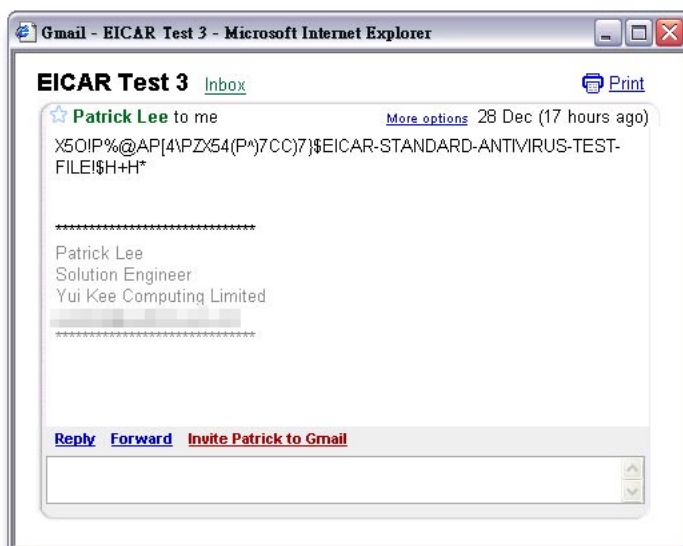 Gmail - EICAR Test 3 - Microsoft Internet Explorer
EICAR Test 3 Inbox Print
Patrick Lee to me More options 28 Dec (17 hours ago)
X5O!P%@AP[4\PZX54(P^)7CC)7}$EICAR-STANDARD-ANTIVIRUS-TEST-
FILE!$H+H*
******************************
Patrick Lee
Solution Engineer
Yui Kee Computing Limited
******************************
Reply Forward Invite Patrick to Gmail